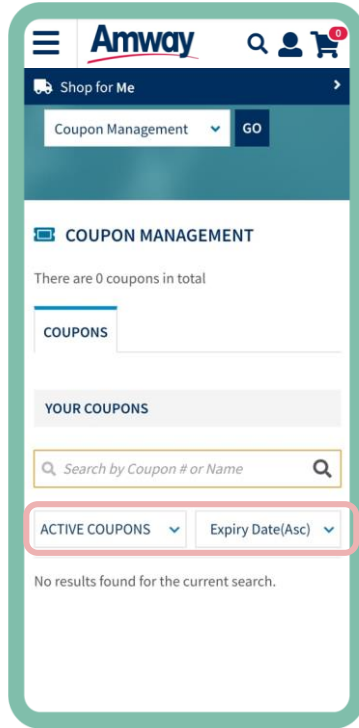 Amway
0
Shop for Me
Coupon Management GO
COUPON MANAGEMENT
There are 0 coupons in total
COUPONS
YOUR COUPONS
Search by Coupon # or Name
ACTIVE COUPONS Expiry Date(Asc)
No results found for the current search.